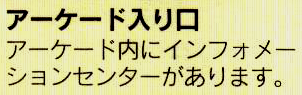 アーケード入り口
アーケード内にインフォメー
ションセンターがあります。